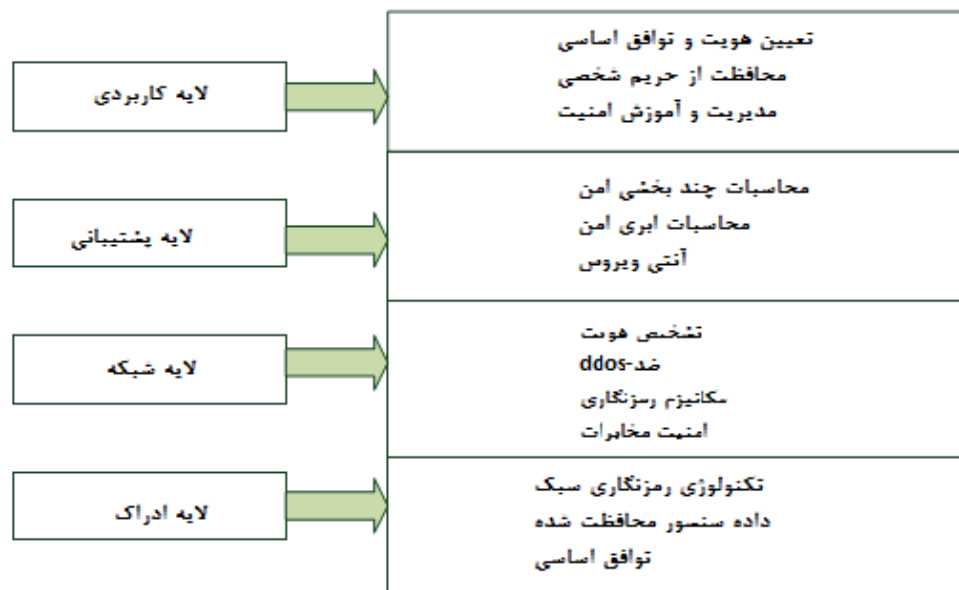 لایه کاربردی
تعیین هویت و توافق اساسی
محافظت از حریم شخصی
مدیریت و آموزش امنیت
لایه پشتیبانی
محاسبات چند بخشی امن
محاسبات ابری امن
آنتی ویروس
لایه شبکه
تشخیص هویت
ضد-ddos
مکانیزم رمزنگاری
امنیت مخابرات
لایه ادراک
تکنولوژی رمزنگاری سبک
داده سنسور محافظت شده
توافق اساسی